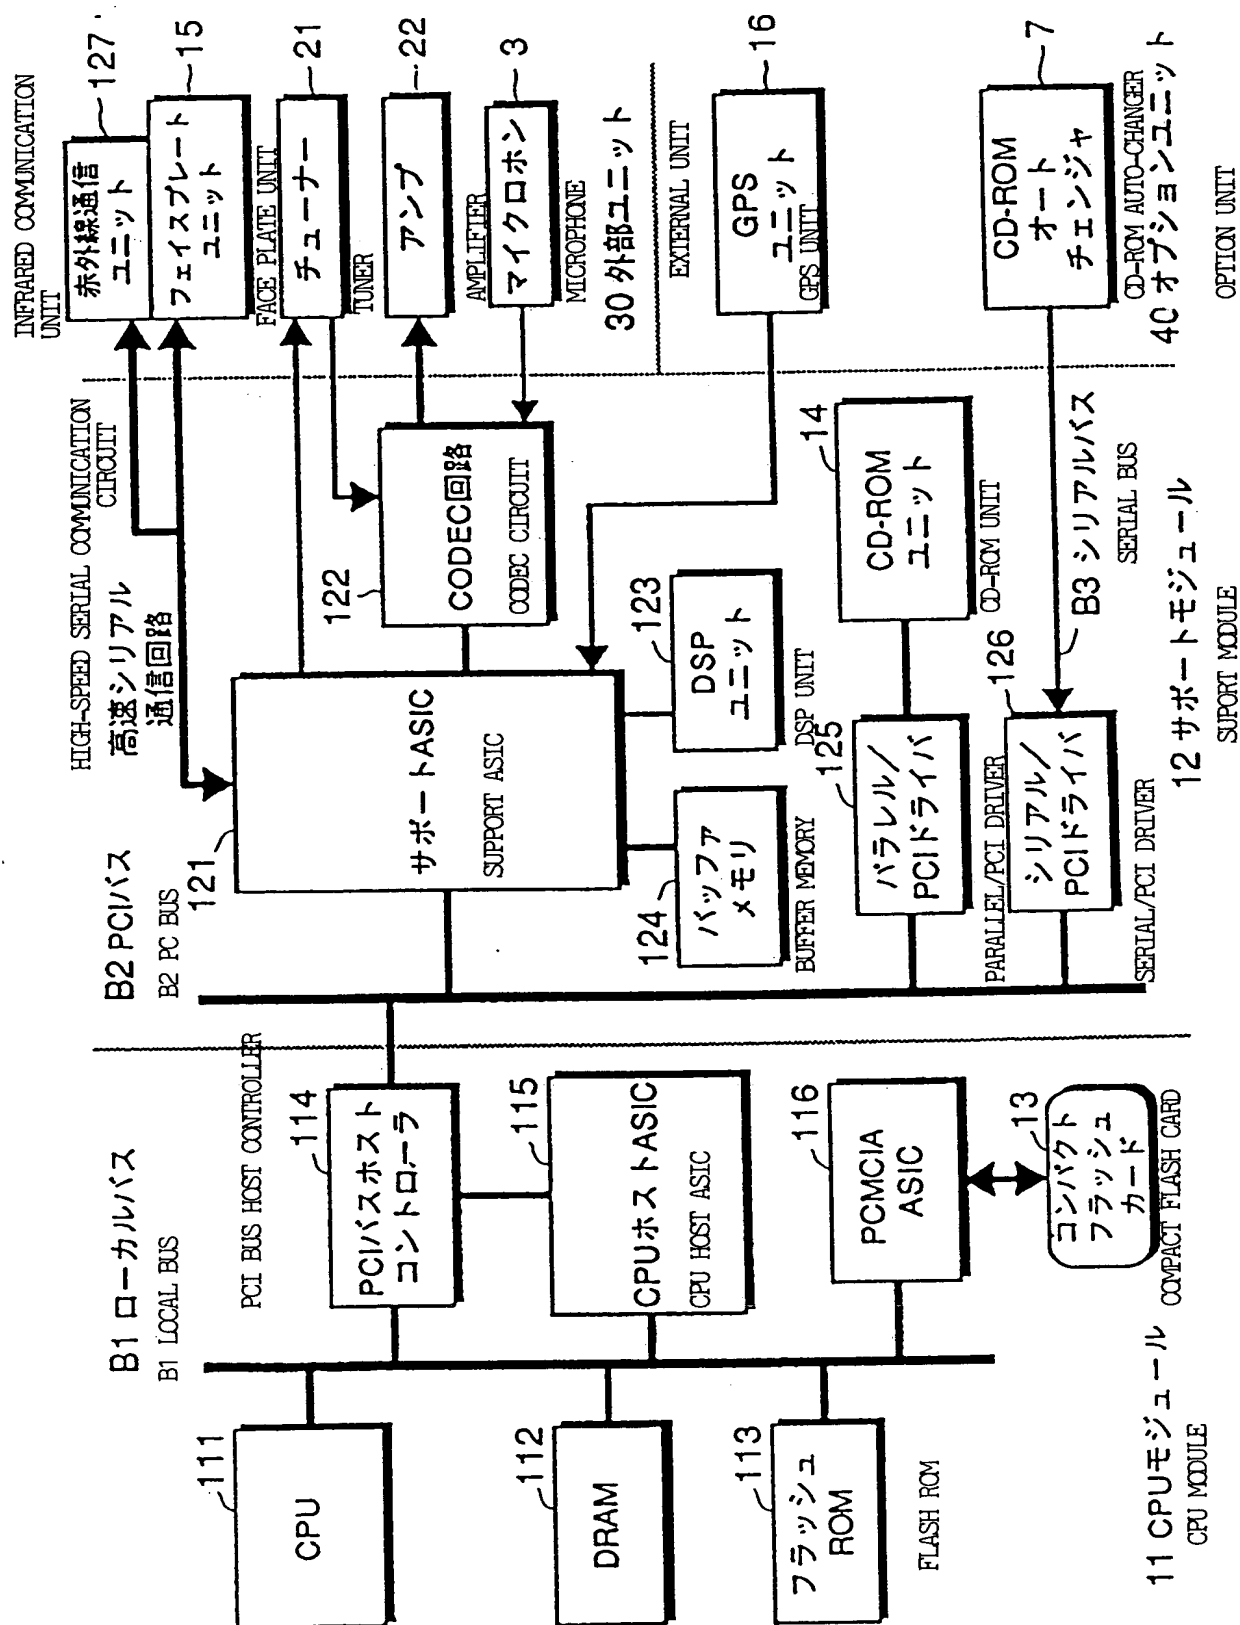 B1 ローカルバス
B1 LOCAL BUS
111
CPU
112
DRAM
113
フラッシュ
ROM
FLASH ROM
PCI BUS HOST CONTROLLER
114
PCIバスホスト
コントローラ
115
CPUホストASIC
CPU HOST ASIC
116
PCMCIA
ASIC
13
コンパクト
フラッシュ
カード
COMPACT FLASH CARD
11 CPUモジュール
CPU MODULE
B2 PCIバス
B2 PC BUS
HIGH-SPEED SERIAL COMMUNICATION
CIRCUIT
高速シリアル
通信回路
121
サポートASIC
SUPPORT ASIC
122
CODEC回路
CODEC CIRCUIT
123
DSP
ユニット
DSP UNIT
124
バッファ
メモリ
BUFFER MEMORY
125
パラレル/
PCIドライバ
PARALLEL/PCI DRIVER
14
CD-ROM
ユニット
CD-ROM UNIT
126
シリアル/
PCIドライバ
SERIAL/PCI DRIVER
B3 シリアルバス
SERIAL BUS
12 サポートモジュール
SUPORT MODULE
INFRARED COMMUNICATION
UNIT
127
赤外線通信
ユニット
15
フェイスプレート
ユニット
FACE PLATE UNIT
21
チューナー
TUNER
22
アンプ
AMPLIFIER
3
マイクロホン
MICROPHONE
30 外部ユニット
EXTERNAL UNIT
16
GPS
ユニット
GPS UNIT
7
CD-ROM
オート
チェンジャ
CD-ROM AUTO-CHANGER
40 オプションユニット
OPTION UNIT